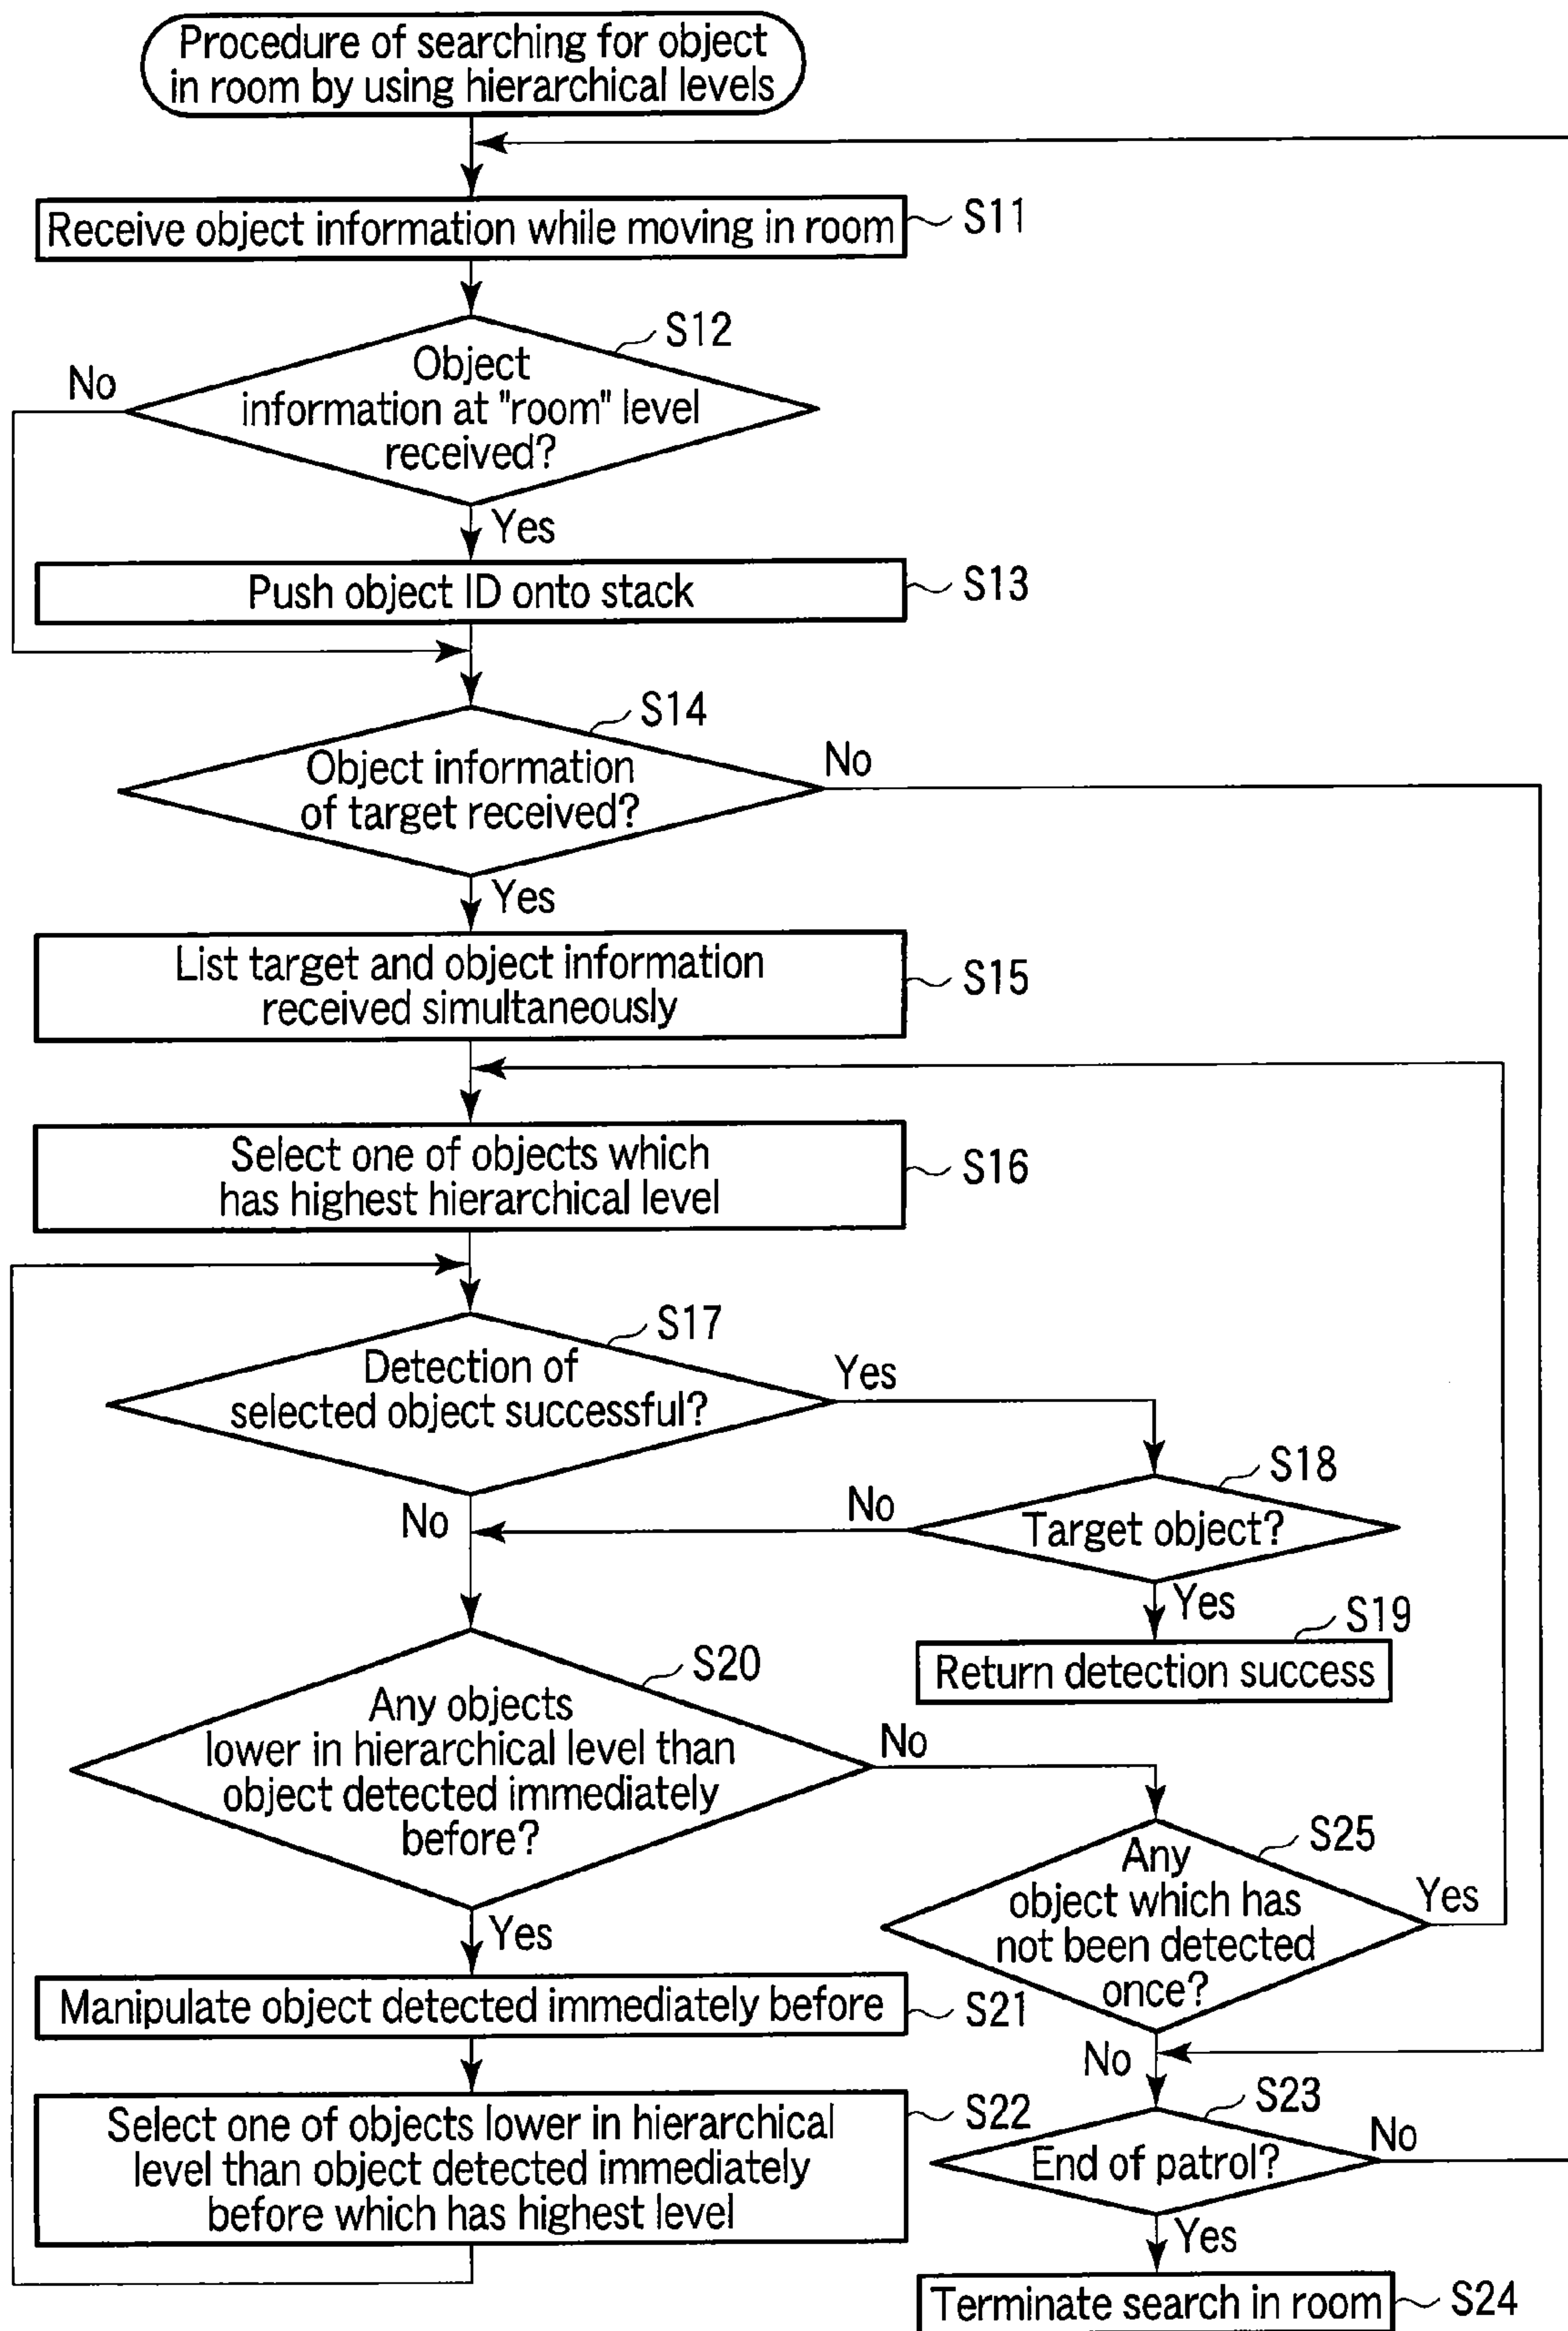 Procedure of searching for object
in room by using hierarchical levels
Receive object information while moving in room
S11
S12
Object
information at "room" level
received?
No
Yes
Push object ID onto stack
S13
S14
Object information
of target received?
No
Yes
List target and object information
received simultaneously
S15
Select one of objects which
has highest hierarchical level
S16
S17
Detection of
selected object successful?
Yes
No
S18
Target object?
No
Yes
S19
Return detection success
S20
Any objects
lower in hierarchical level than
object detected immediately
before?
No
Yes
S25
Any
object which has
not been detected
once?
Yes
No
Manipulate object detected immediately before
S21
Select one of objects lower in hierarchical
level than object detected immediately
before which has highest level
S22
S23
End of patrol?
No
Yes
Terminate search in room
S24